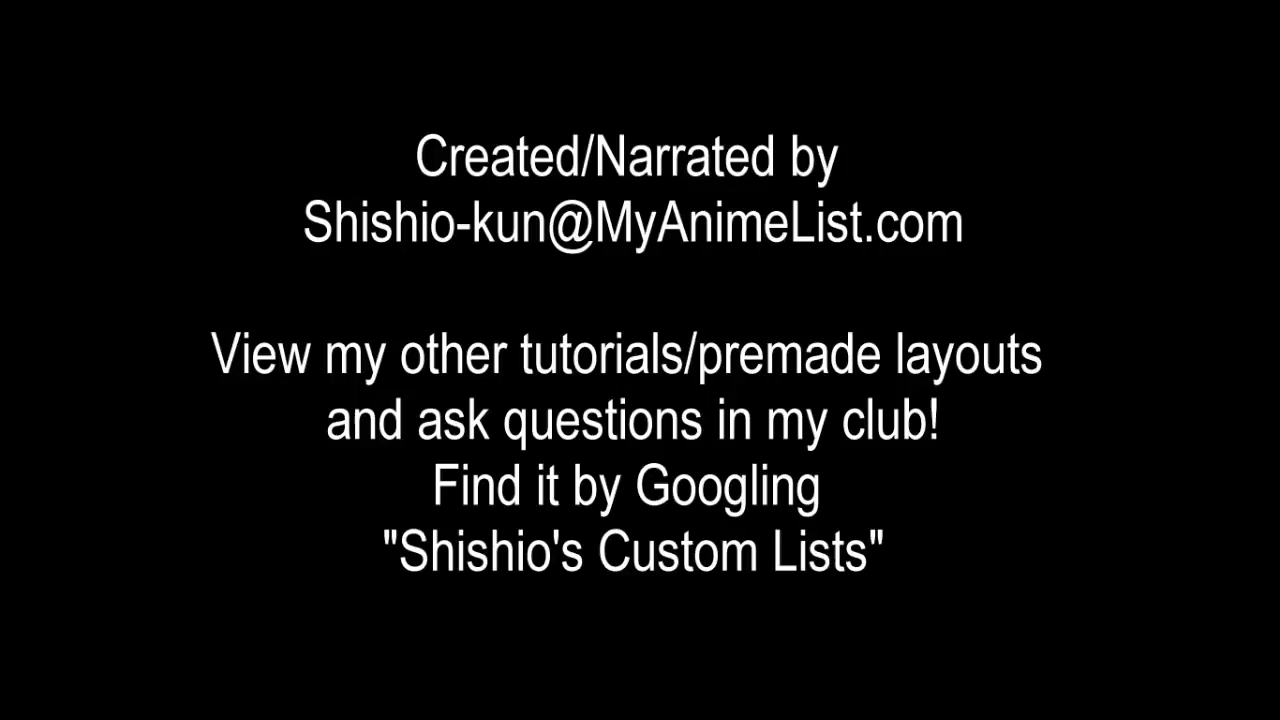 Created/Narrated by
Shishio-kun@MyAnimeList.com
View my other tutorials/premade layouts
and ask questions in my club!
Find it by Googling
"Shishio's Custom Lists"